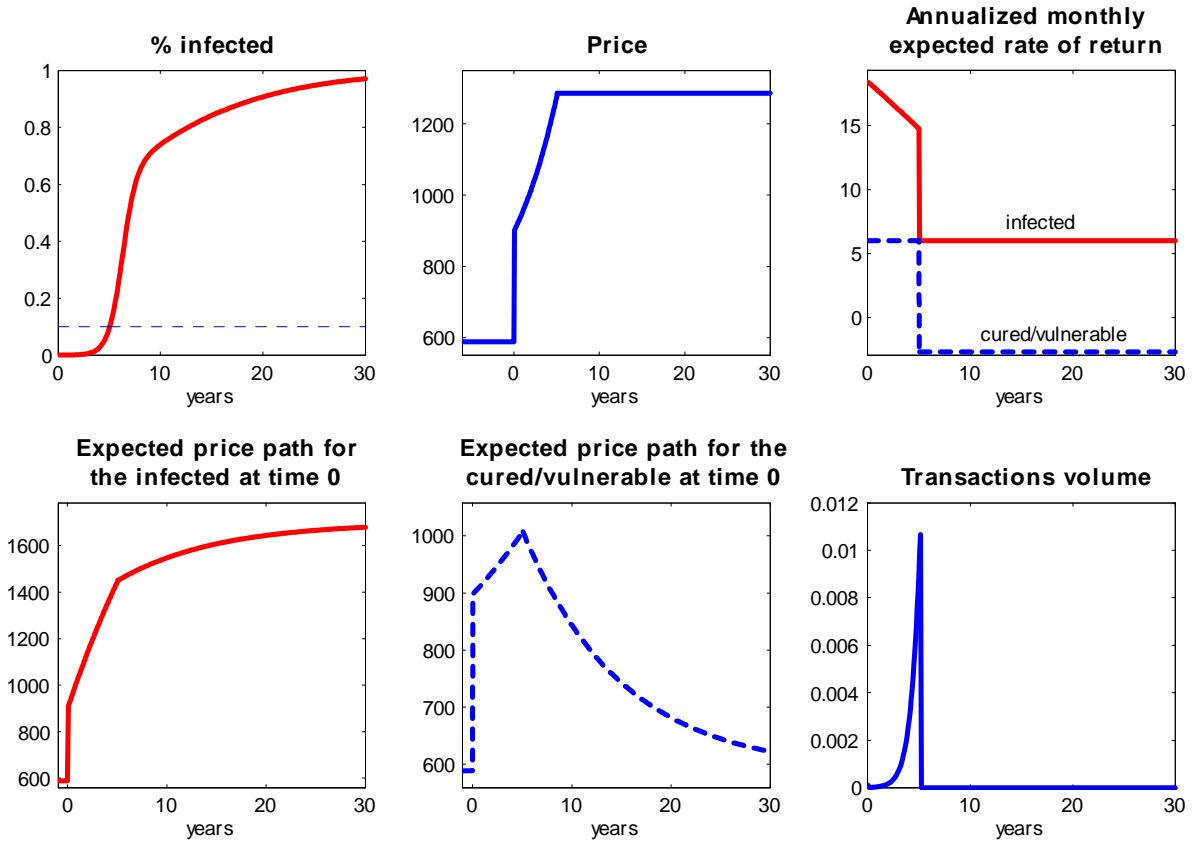 % infected
1
0.8
0.6
0.4
0.2
0
0 10 20 30
years
Price
1200
1000
800
600
0 10 20 30
years
Annualized monthly
expected rate of return
15
10
5
0
infected
cured/vulnerable
0 10 20 30
years
Expected price path for
the infected at time 0
1600
1400
1200
1000
800
600
0 10 20 30
years
Expected price path for the
cured/vulnerable at time 0
1000
900
800
700
600
0 10 20 30
years
Transactions volume
0.012
0.01
0.008
0.006
0.004
0.002
0
0 10 20 30
years